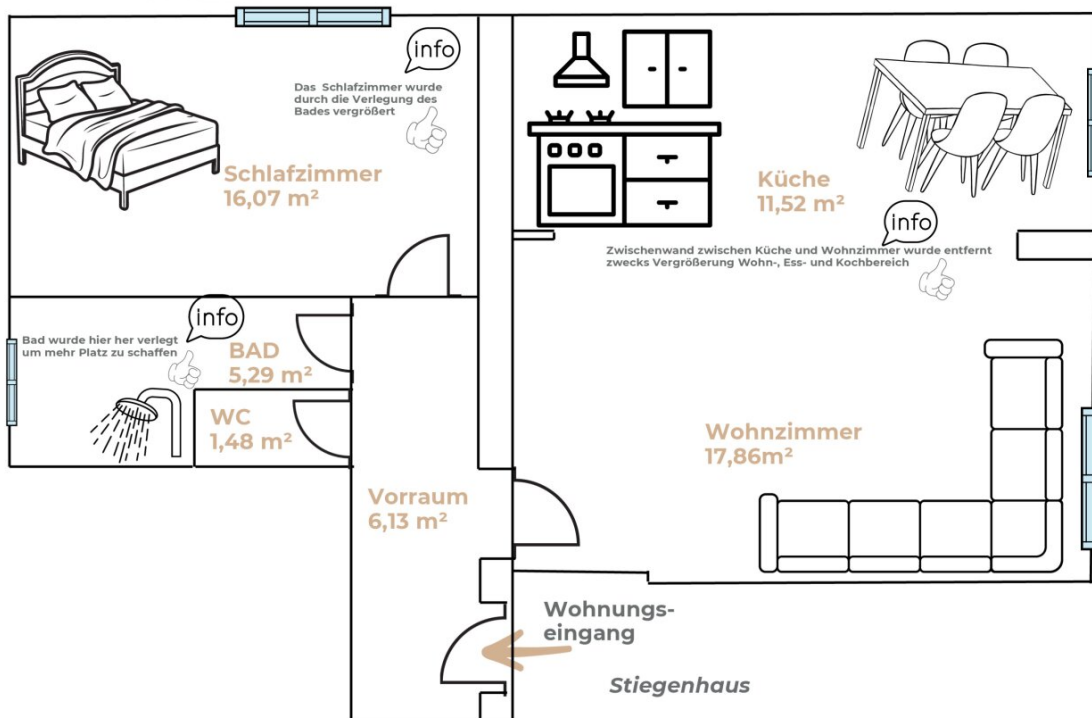 info
Das Schlafzimmer wurde
durch die Verlegung des
Bades vergrößert
Schlafzimmer
16,07 m²
Küche
11,52 m²
info
Zwischenwand zwischen Küche und Wohnzimmer wurde entfernt
zwecks Vergrößerung Wohn-, Ess- und Kochbereich
info
Bad wurde hier her verlegt
um mehr Platz zu schaffen
BAD
5,29 m²
WC
1,48 m²
Wohnzimmer
17,86m²
Vorraum
6,13 m²
Wohnungs-
eingang
Stiegenhaus